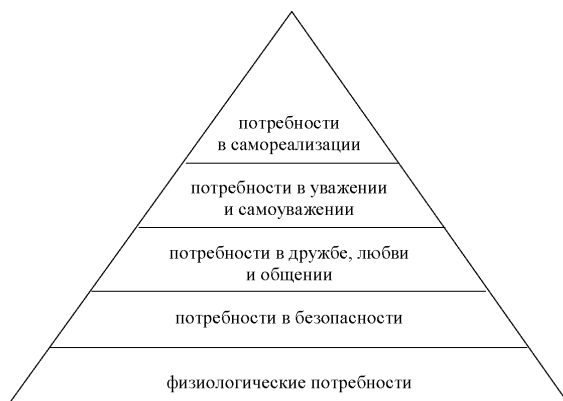 потребности
в самореализации
потребности в уважении
и самоуважении
потребности в дружбе, любви
и общении
потребности в безопасности
физиологические потребности